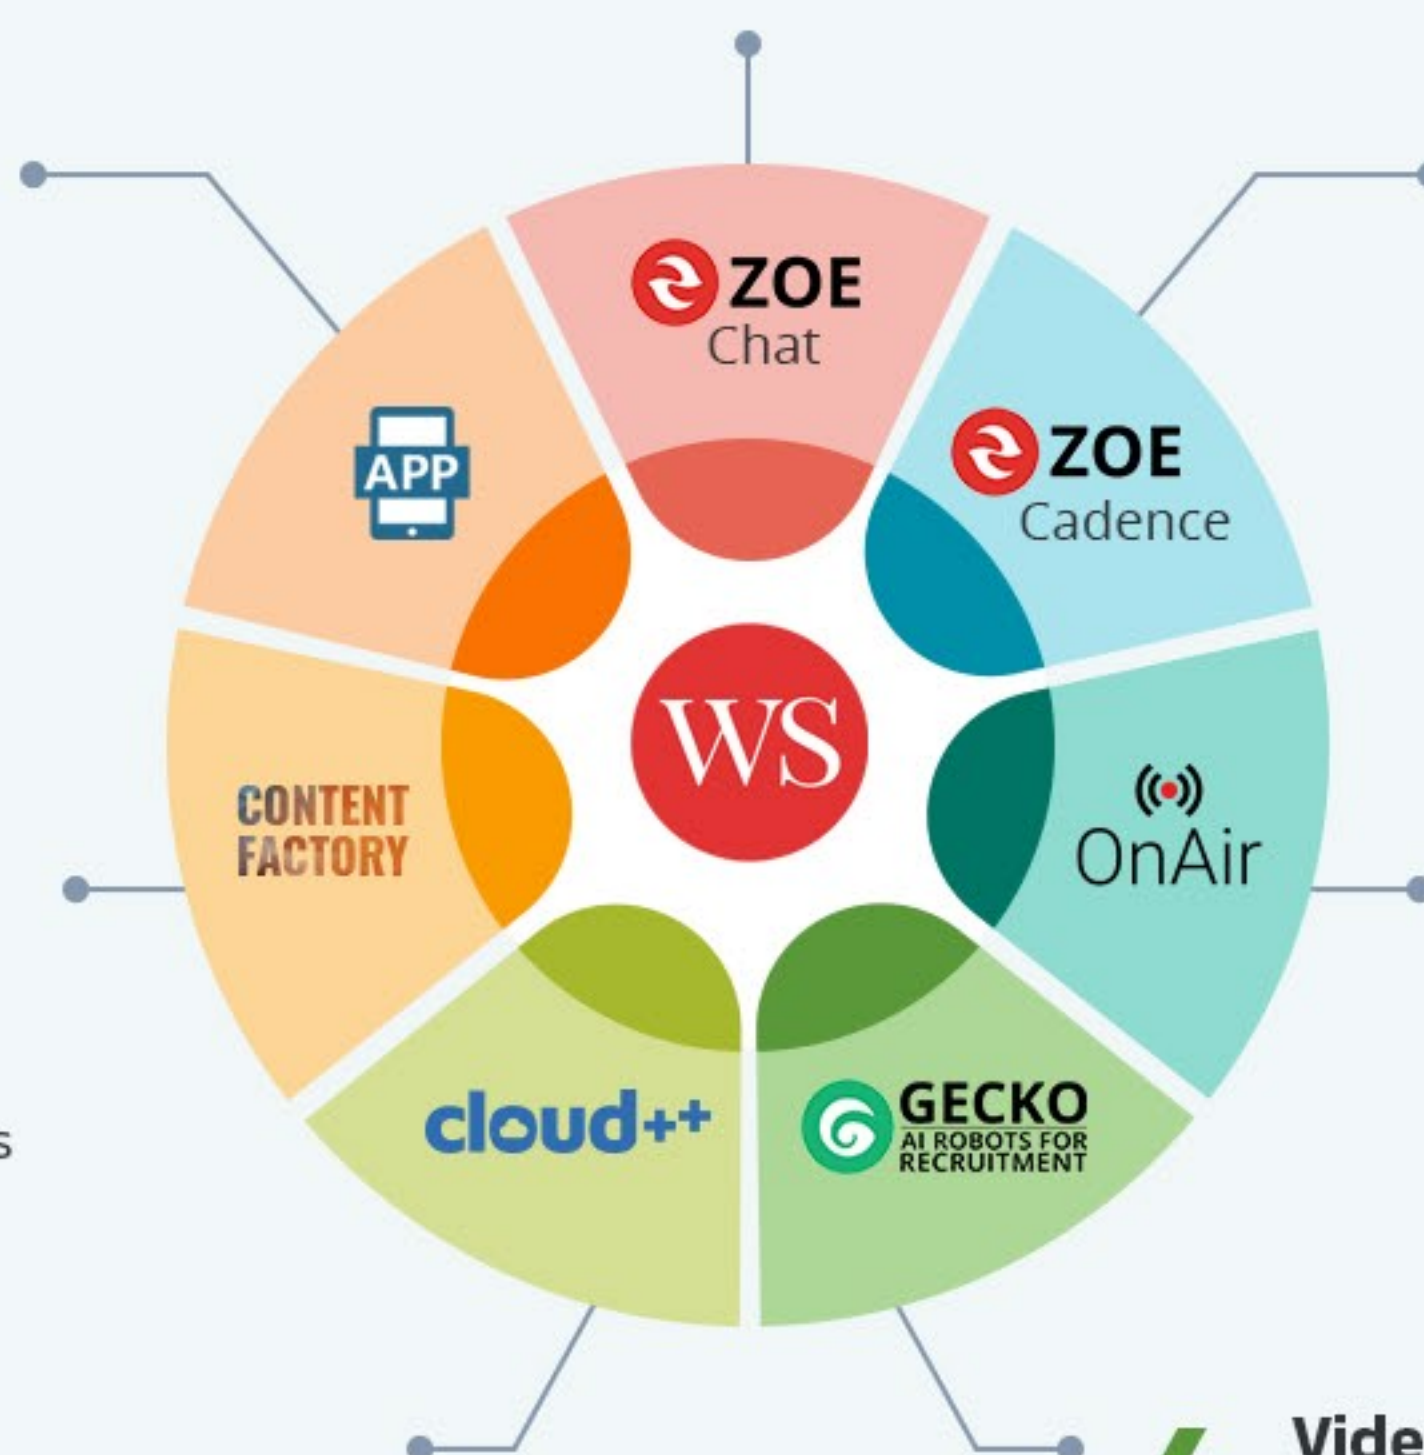 ZOE
Chat
ZOE
Cadence
APP
WS
OnAir
CONTENT
FACTORY
cloud++
GECKO
AI ROBOTS FOR
RECRUITMENT
s